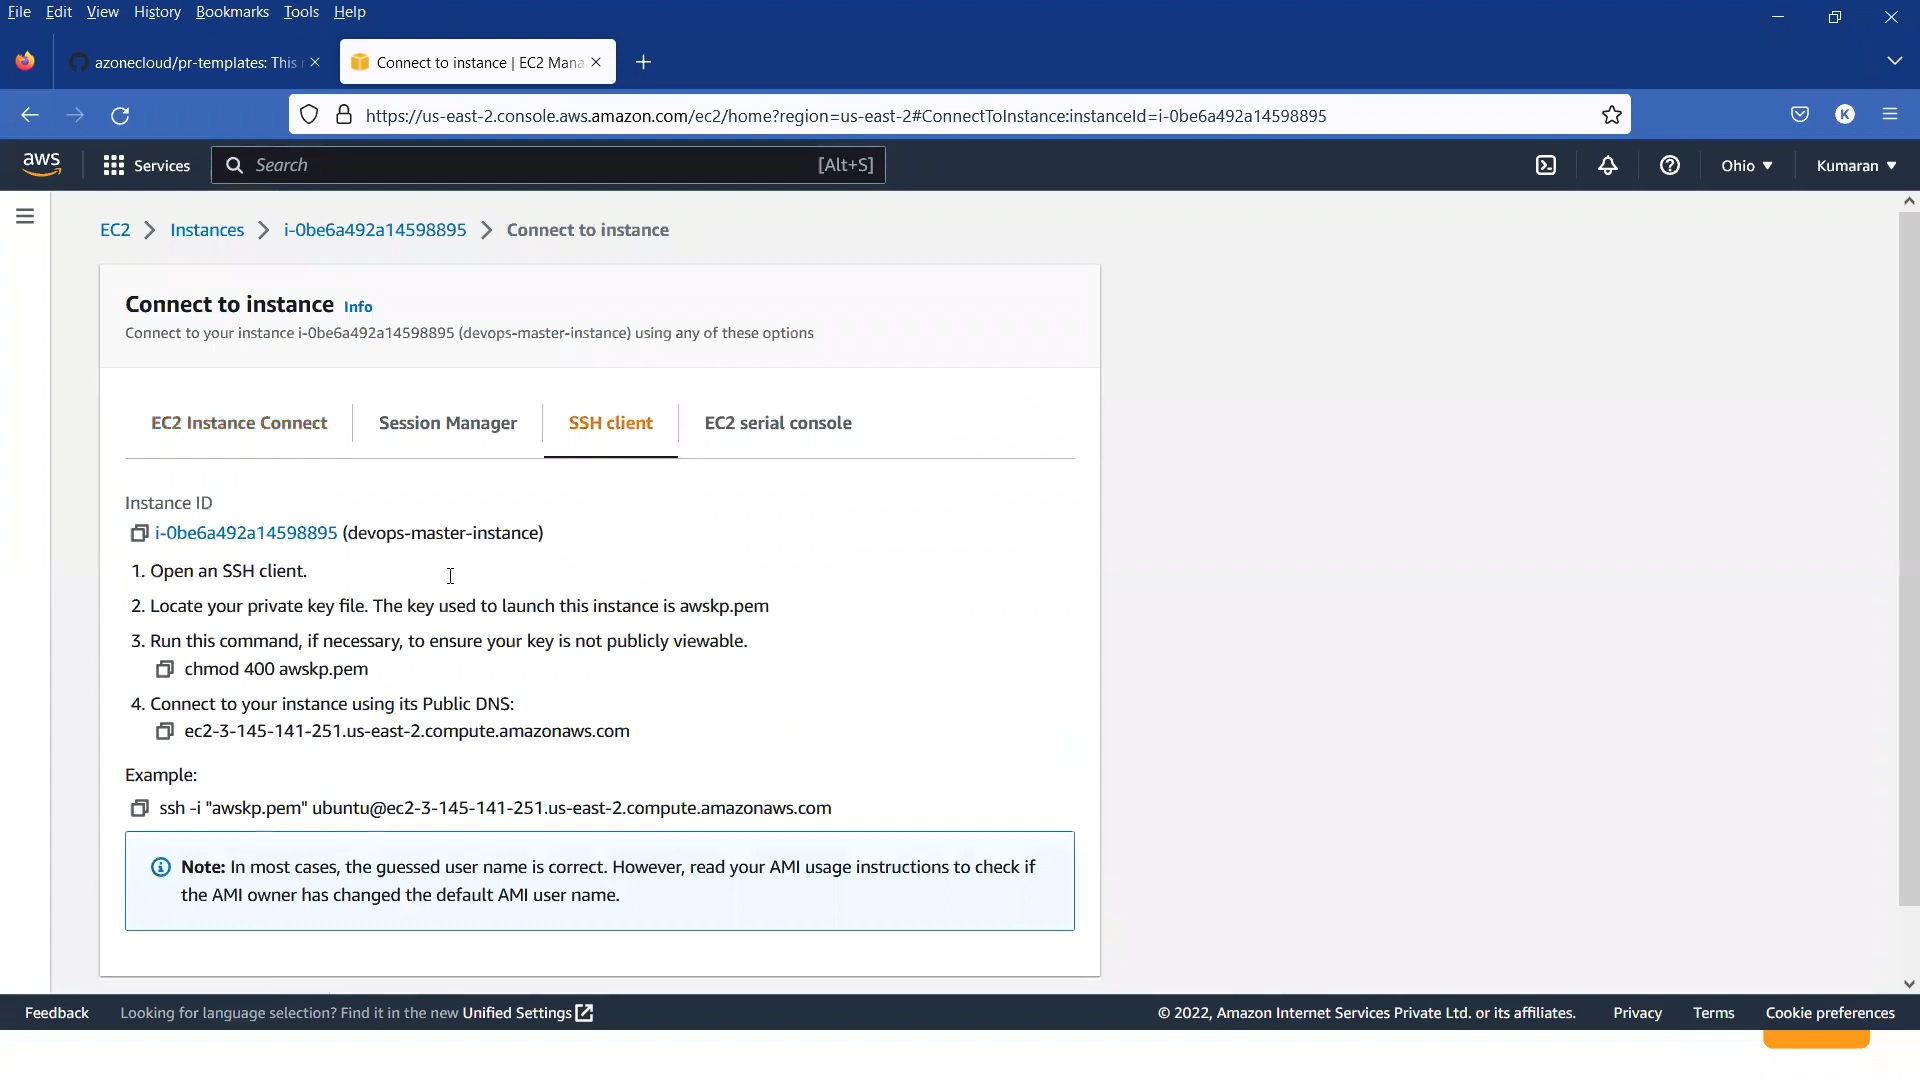 File Edit View History Bookmarks Tools Help
azonecloud/pr-templates: This
Connect to instance | EC2 Mana
https://us-east-2.console.aws.amazon.com/ec2/home?region=us-east-2#ConnectToInstance:instanceId=i-0be6a492a14598895
K
aws
Services
Search
[Alt+S]
Ohio
Kumaran
EC2
Instances
i-0be6a492a14598895
Connect to instance
Connect to instance Info
Connect to your instance i-0be6a492a14598895 (devops-master-instance) using any of these options
EC2 Instance Connect
Session Manager
SSH client
EC2 serial console
Instance ID
i-0be6a492a14598895 (devops-master-instance)
1. Open an SSH client.
2. Locate your private key file. The key used to launch this instance is awskp.pem
3. Run this command, if necessary, to ensure your key is not publicly viewable.
chmod 400 awskp.pem
4. Connect to your instance using its Public DNS:
ec2-3-145-141-251.us-east-2.compute.amazonaws.com
Example:
ssh -i "awskp.pem" ubuntu@ec2-3-145-141-251.us-east-2.compute.amazonaws.com
Note: In most cases, the guessed user name is correct. However, read your AMI usage instructions to check if
the AMI owner has changed the default AMI user name.
Feedback
Looking for language selection? Find it in the new Unified Settings
© 2022, Amazon Internet Services Private Ltd. or its affiliates.
Privacy
Terms
Cookie preferences